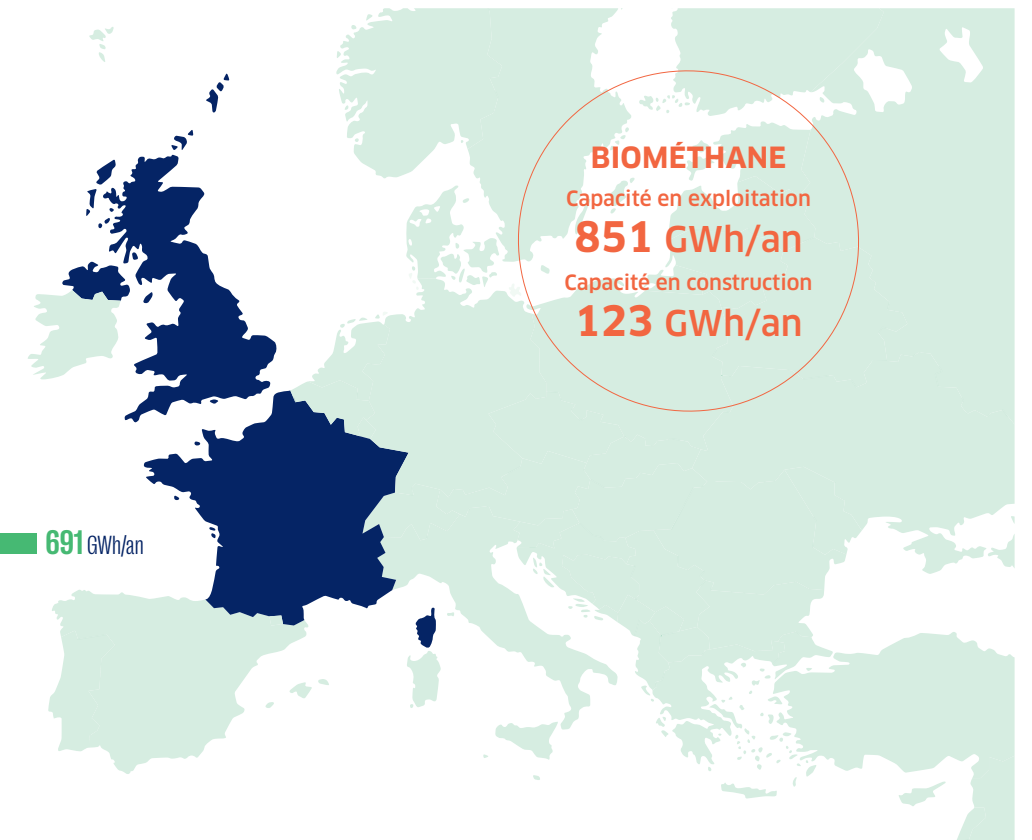 BIOMÉTHANE
Capacité en exploitation
851 GWh/an
Capacité en construction
123 GWh/an
691 GWh/an